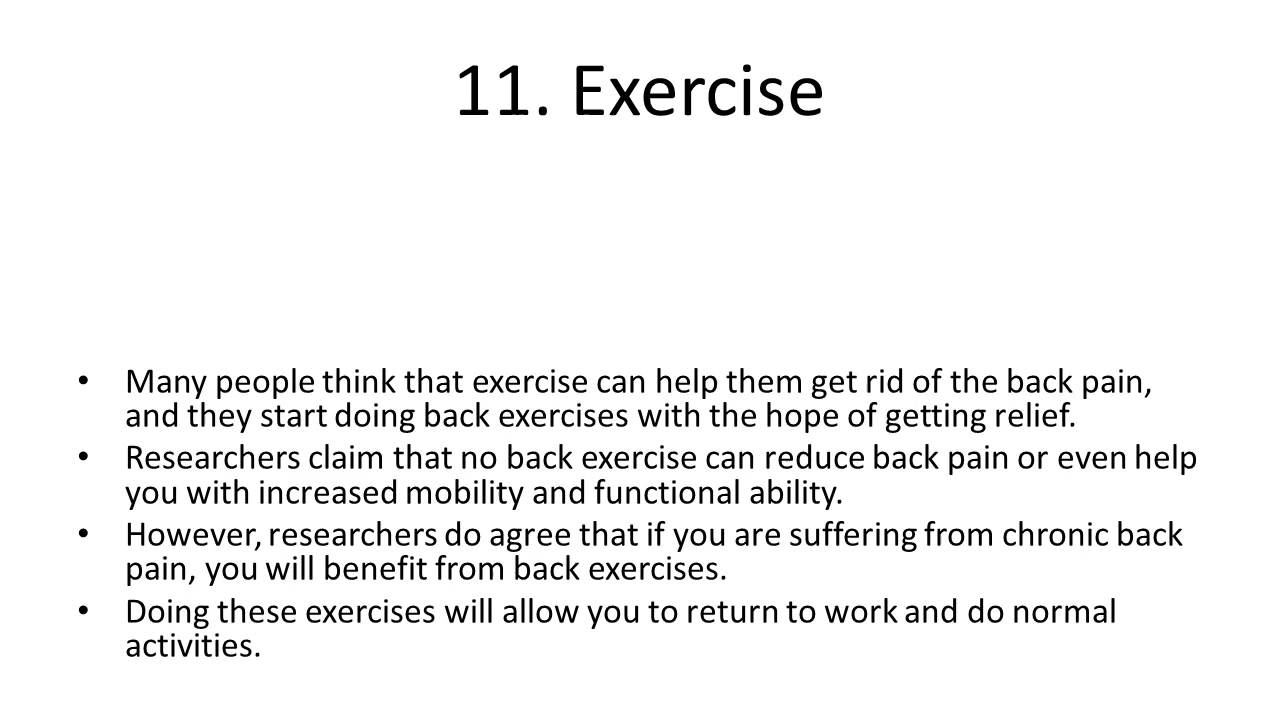 11. Exercise
• Many people think that exercise can help them get rid of the back pain,
and they start doing back exercises with the hope of getting relief.
• Researchers claim that no back exercise can reduce back pain or even help
you with increased mobility and functional ability.
• However, researchers do agree that if you are suffering from chronic back
pain, you will benefit from back exercises.
• Doing these exercises will allow you to return to work and do normal
activities.